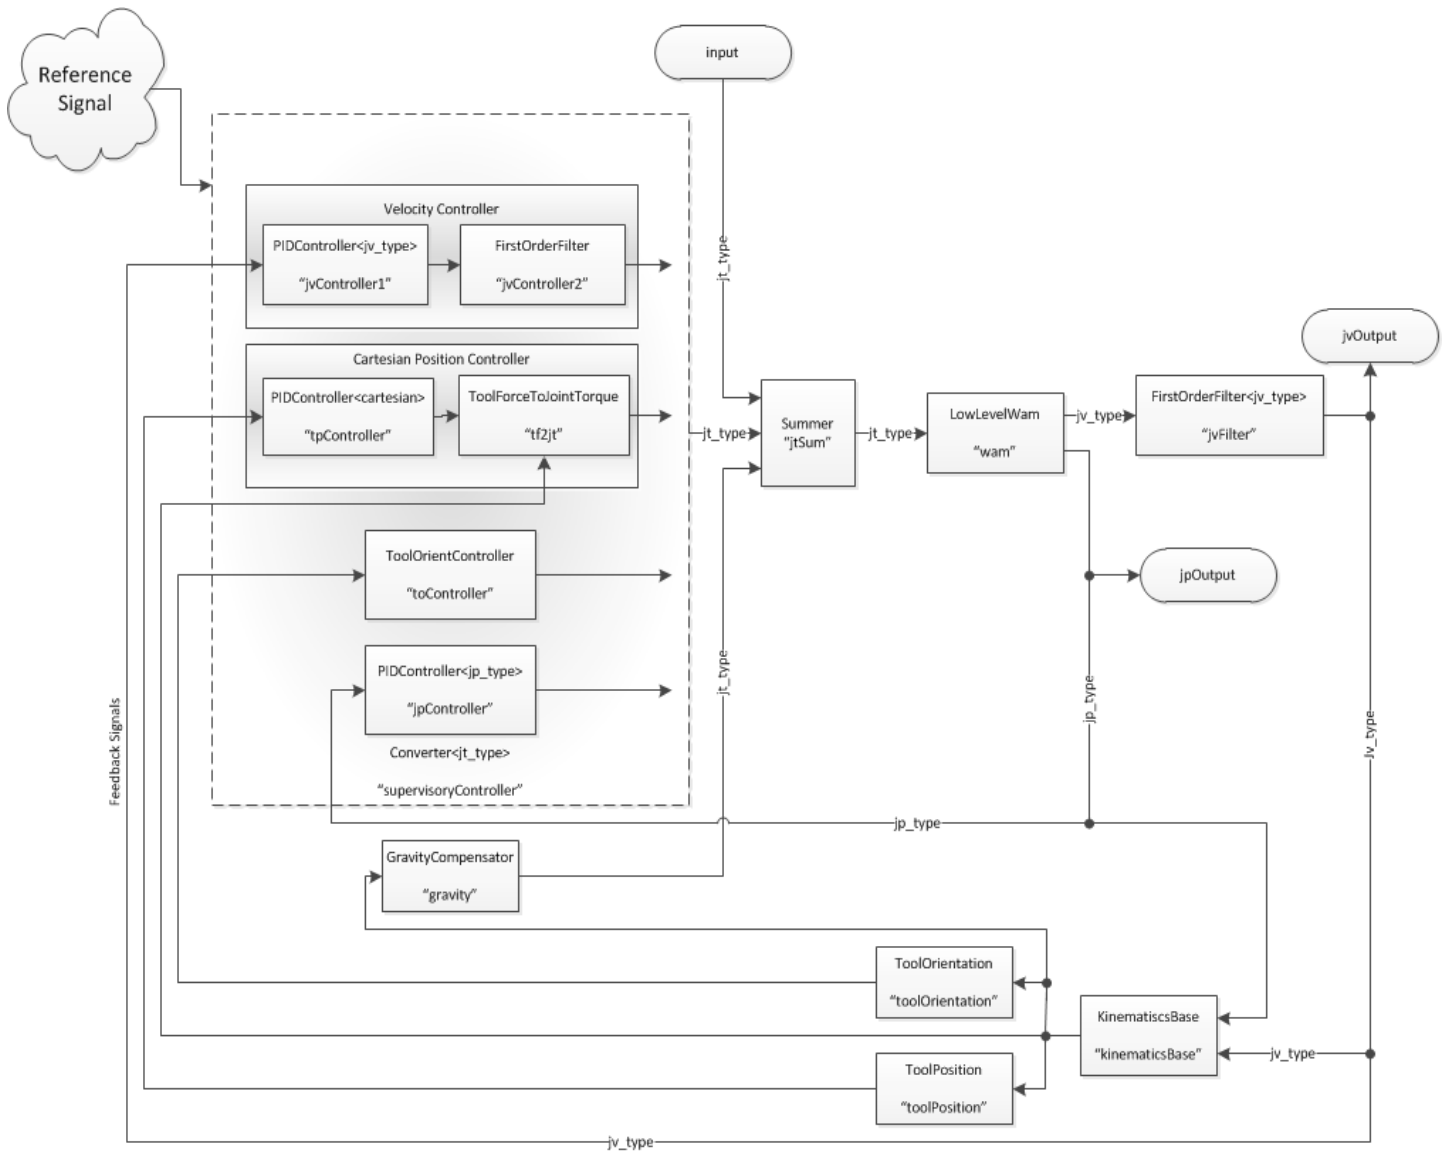 Reference
Signal
input
Velocity Controller
PIDController<jv_type>
"jvController1"
FirstOrderFilter
"jvController2"
jt_type
Cartesian Position Controller
PIDController<cartesian>
"tpController"
ToolForceToJointTorque
"tf2jt"
jt_type
Summer
"jtSum"
jt_type
LowLevelWam
"wam"
jv_type
FirstOrderFilter<jv_type>
"jvFilter"
jvOutput
ToolOrientController
"toController"
jpOutput
PIDController<jp_type>
"jpController"
Converter<jt_type>
"supervisoryController"
jt_type
jp_type
Jv_type
Feedback Signals
jp_type
GravityCompensator
"gravity"
ToolOrientation
"toolOrientation"
KinematiscsBase
"kinematicsBase"
jv_type
ToolPosition
"toolPosition"
jv_type